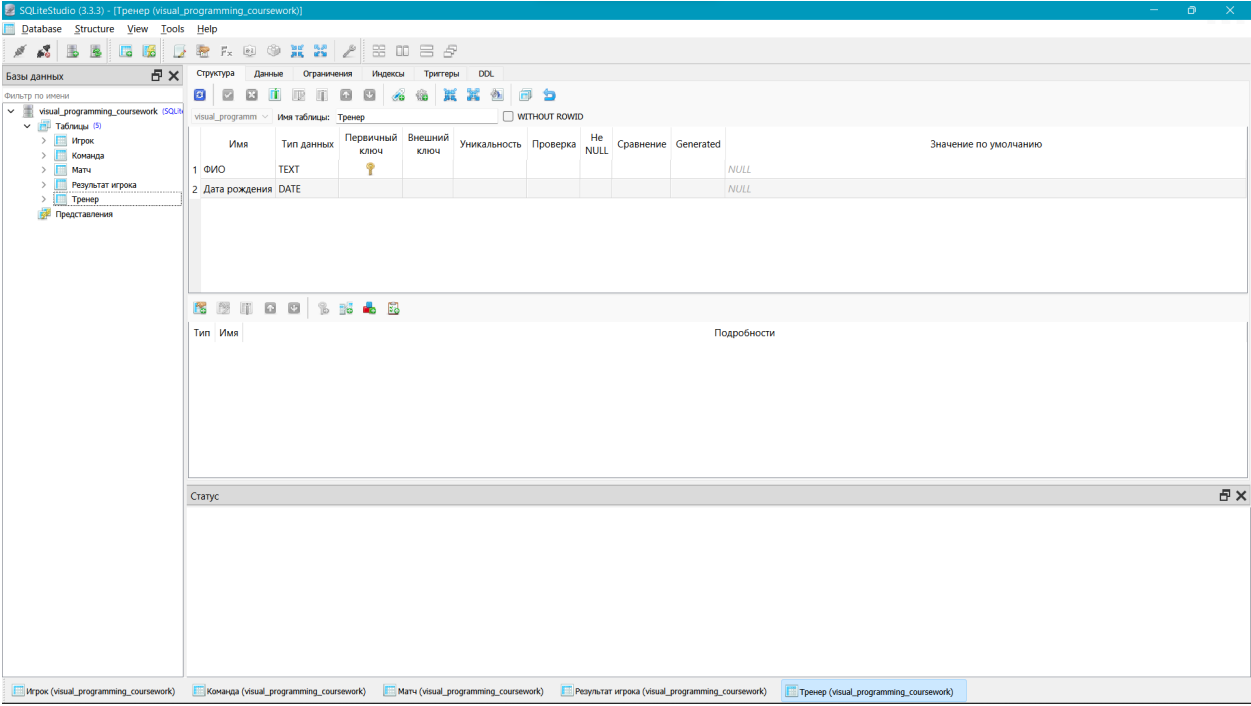 SQLiteStudio (3.3.3) - [Тренер (visual_programming_coursework)]
Database Structure View Tools Help
Базы данных
Фильтр по имени
visual_programming_coursework (SQLit
Таблицы (5)
Игрок
Команда
Матч
Результат игрока
Тренер
Представления
Структура Данные Ограничения Индексы Триггеры DDL
visual_programm Имя таблицы: Тренер WITHOUT ROWID
Имя Тип данных Первичный ключ Внешний ключ Уникальность Проверка Не NULL Сравнение Generated Значение по умолчанию
1 ФИО TEXT NULL
2 Дата рождения DATE NULL
Тип Имя Подробности
Статус
Игрок (visual_programming_coursework) Команда (visual_programming_coursework) Матч (visual_programming_coursework) Результат игрока (visual_programming_coursework) Тренер (visual_programming_coursework)